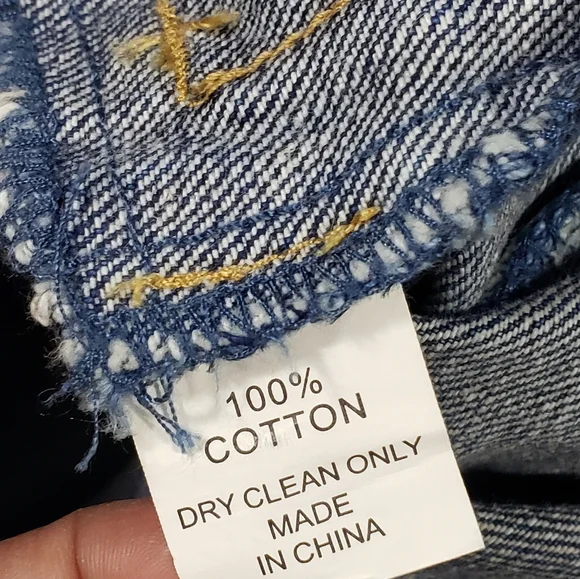 100%
COTTON
DRY CLEAN ONLY
MADE
IN CHINA